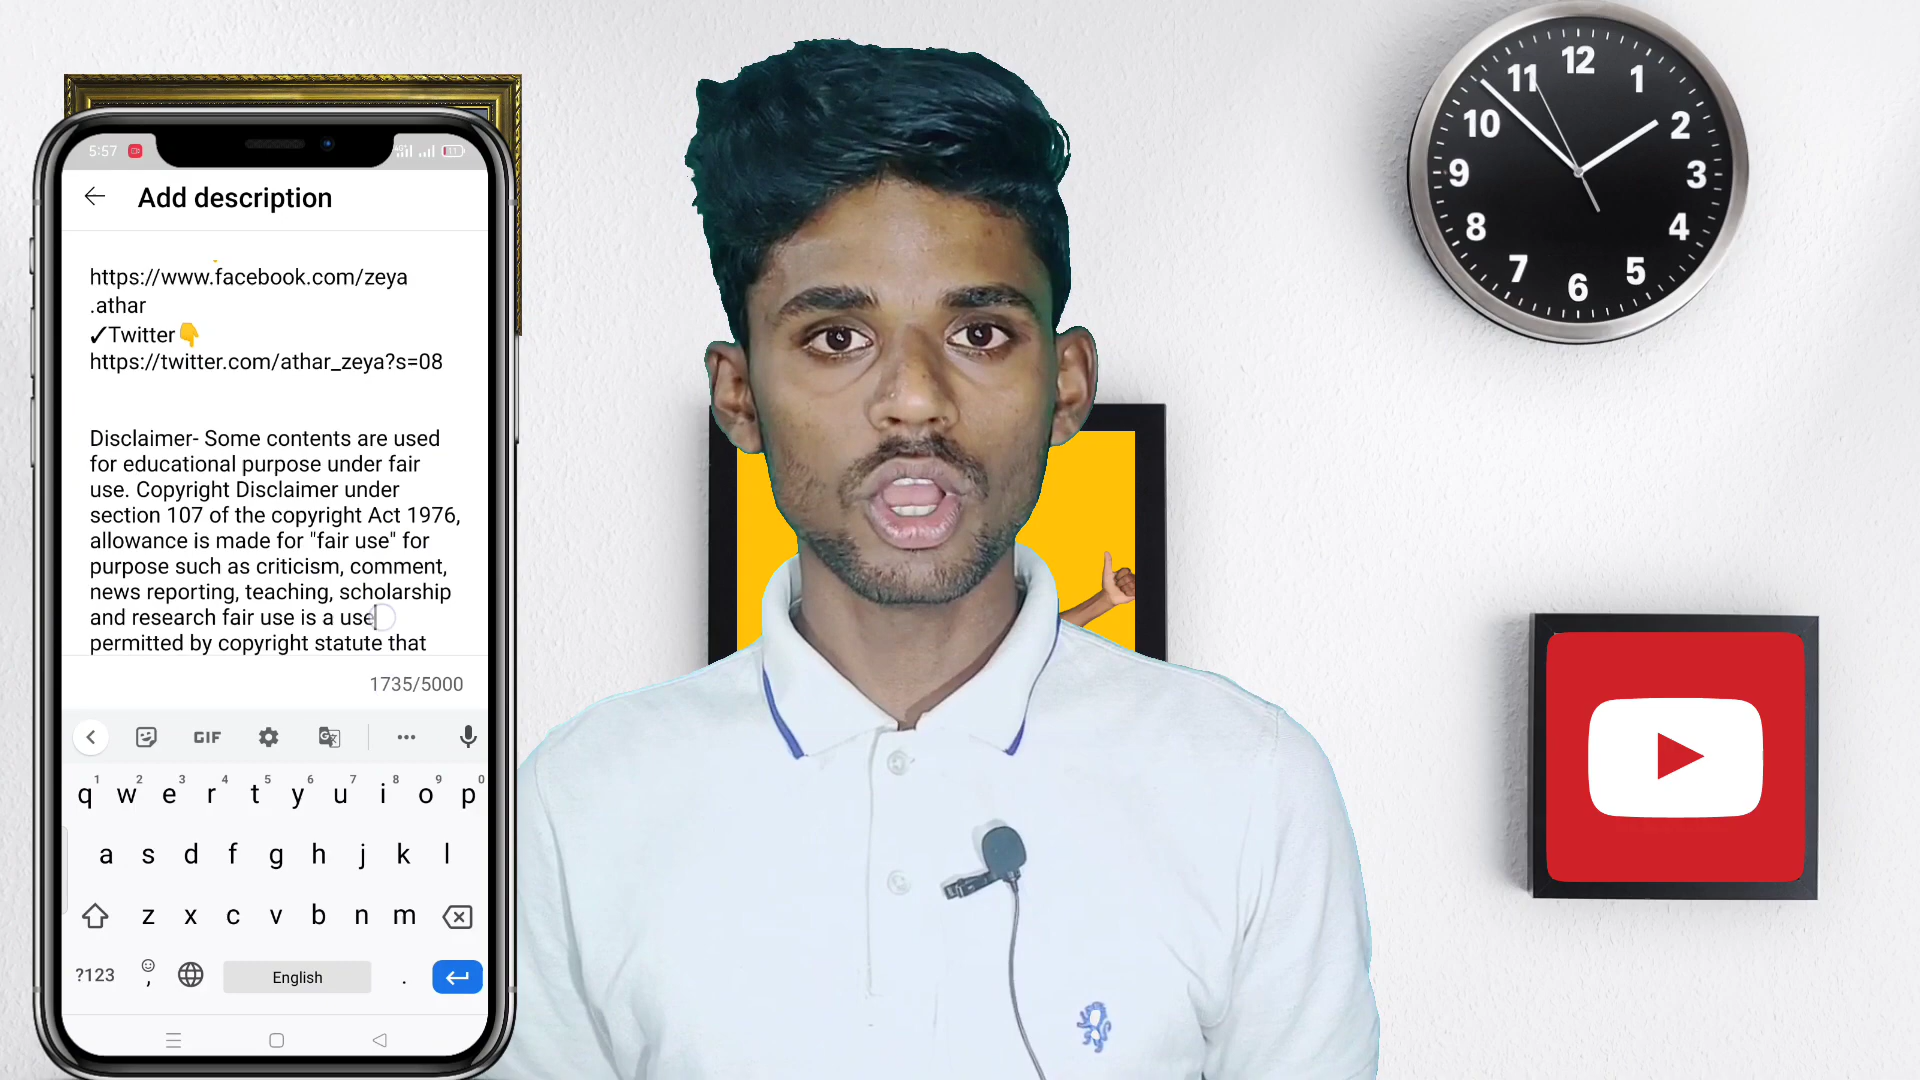 5:57
Add description
https://www.facebook.com/zeya
.athar
✓Twitter👇
https://twitter.com/athar_zeya?s=08
Disclaimer- Some contents are used
for educational purpose under fair
use. Copyright Disclaimer under
section 107 of the copyright Act 1976,
allowance is made for "fair use" for
purpose such as criticism, comment,
news reporting, teaching, scholarship
and research fair use is a use
permitted by copyright statute that
1735/5000
GIF
1 2 3 4 5 6 7 8 9 0
q w e r t y u i o p
a s d f g h j k l
z x c v b n m
?123 , English .
12
11 1
10 2
9 3
8 4
7 5
6